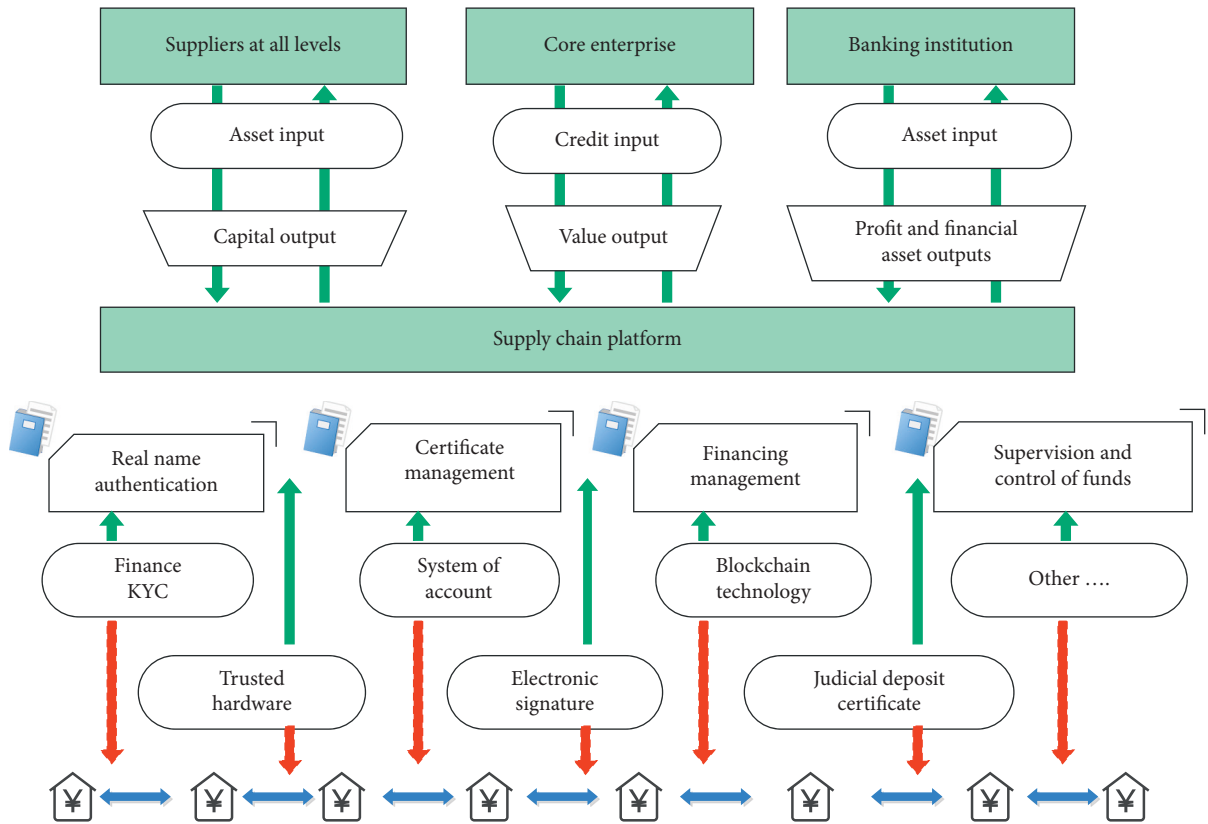 Suppliers at all levels
Core enterprise
Banking institution
Asset input
Credit input
Asset input
Capital output
Value output
Profit and financial
asset outputs
Supply chain platform
Real name
authentication
Certificate
management
Financing
management
Supervision and
control of funds
Finance
KYC
System of
account
Blockchain
technology
Other ....
Trusted
hardware
Electronic
signature
Judicial deposit
certificate
¥
¥
¥
¥
¥
¥
¥
¥